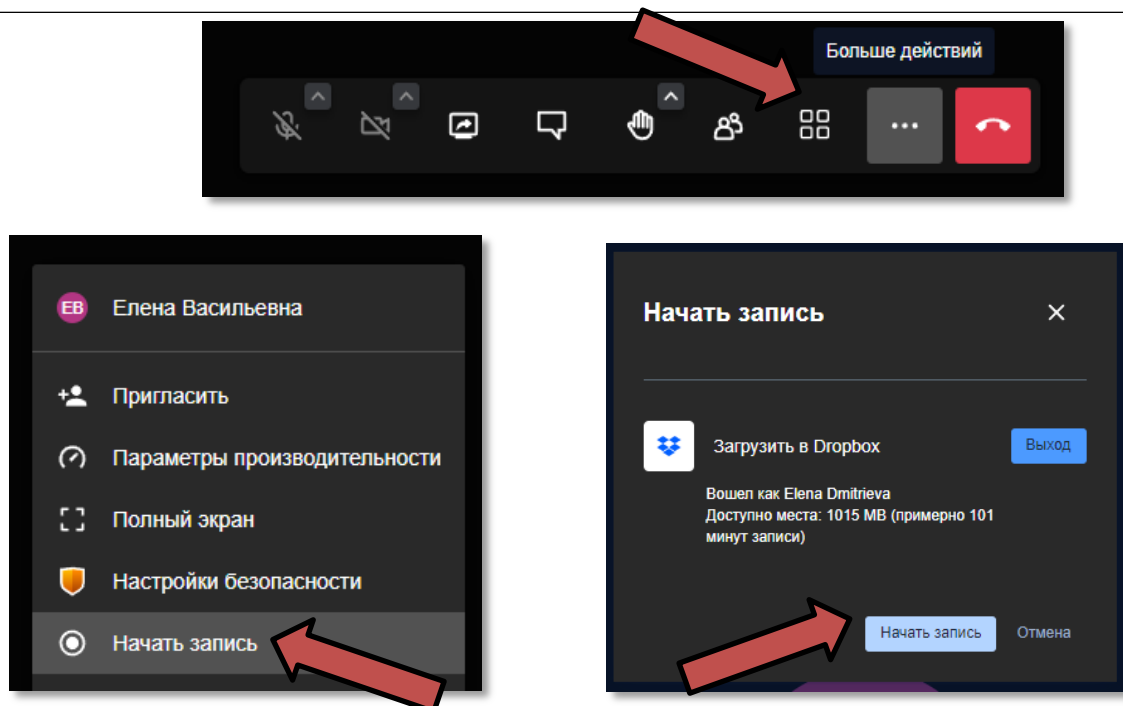 Больше действий
ЕВ
Елена Васильевна
Пригласить
Параметры производительности
Полный экран
Настройки безопасности
Начать запись
Начать запись
Загрузить в Dropbox
Выход
Вошел как Elena Dmitrieva
Доступно места: 1015 MB (примерно 101
минут записи)
Начать запись
Отмена